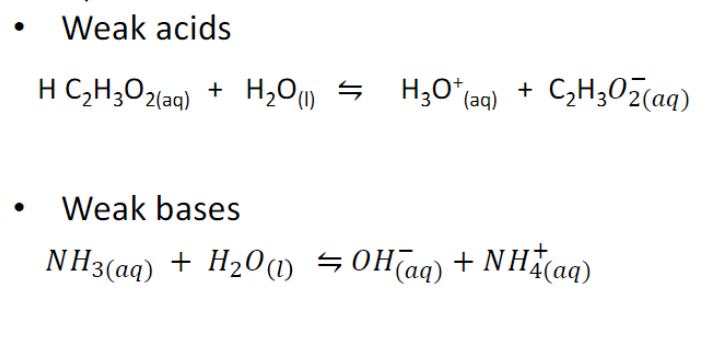 • Weak acids
H C₂H₃O₂₍aq₎ + H₂O₍l₎ ⇋ H₃O⁺₍aq₎ + C₂H₃O₂⁻₍aq₎
• Weak bases
NH₃₍aq₎ + H₂O₍l₎ ⇋ OH⁻₍aq₎ + NH₄⁺₍aq₎